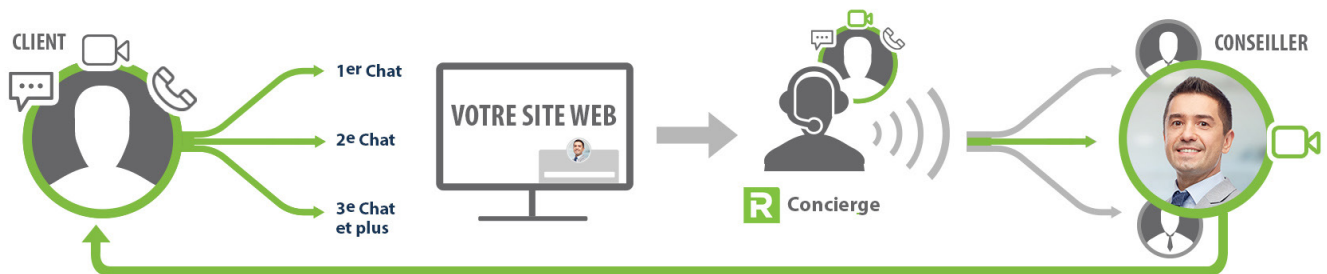 CLIENT
1er Chat
2e Chat
3e Chat
et plus
VOTRE SITE WEB
R Concierge
CONSEILLER